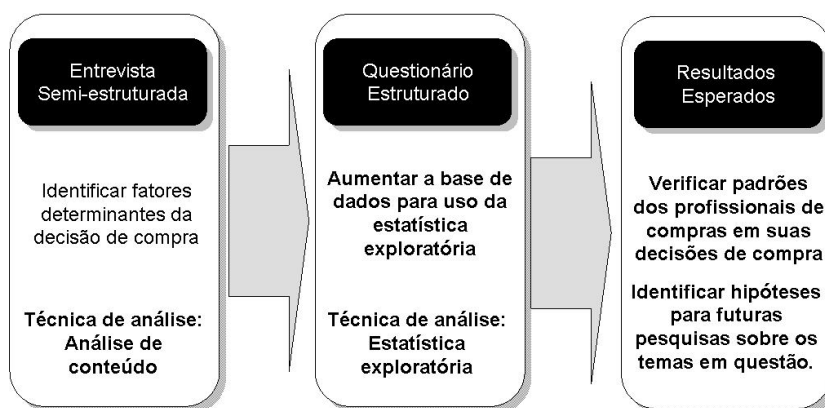 Entrevista
Semi-estruturada
Identificar fatores
determinantes da
decisão de compra
Técnica de análise:
Análise de
conteúdo
Questionário
Estruturado
Aumentar a base de
dados para uso da
estatística
exploratória
Técnica de análise:
Estatística
exploratória
Resultados
Esperados
Verificar padrões
dos profissionais de
compras em suas
decisões de compra
Identificar hipóteses
para futuras
pesquisas sobre os
temas em questão.